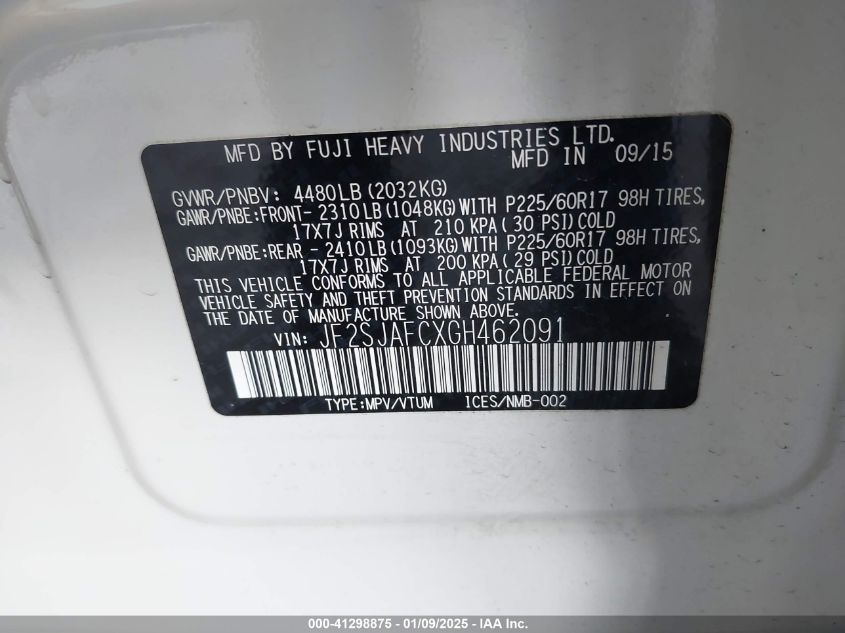 MFD BY FUJI HEAVY INDUSTRIES LTD.
MFD IN 09/15
GVWR/PNBV: 4480LB (2032KG)
GAWR/PNBE:FRONT- 2310LB (1048KG)WITH P225/60R17 98H TIRES,
17X7J RIMS AT 210 KPA ( 30 PSI) COLD
GAWR/PNBE:REAR - 2410LB (1093KG)WITH P225/60R17 98H TIRES,
17X7J RIMS AT 200 KPA ( 29 PSI) COLD
THIS VEHICLE CONFORMS TO ALL APPLICABLE FEDERAL MOTOR
VEHICLE SAFETY AND THEFT PREVENTION STANDARDS IN EFFECT ON
THE DATE OF MANUFACTURE SHOWN ABOVE.
VIN: JF2SJAFCXGH462091
TYPE:MPV/VTUM ICES/NMB-002
000-41298875 - 01/09/2025 - IAA Inc.